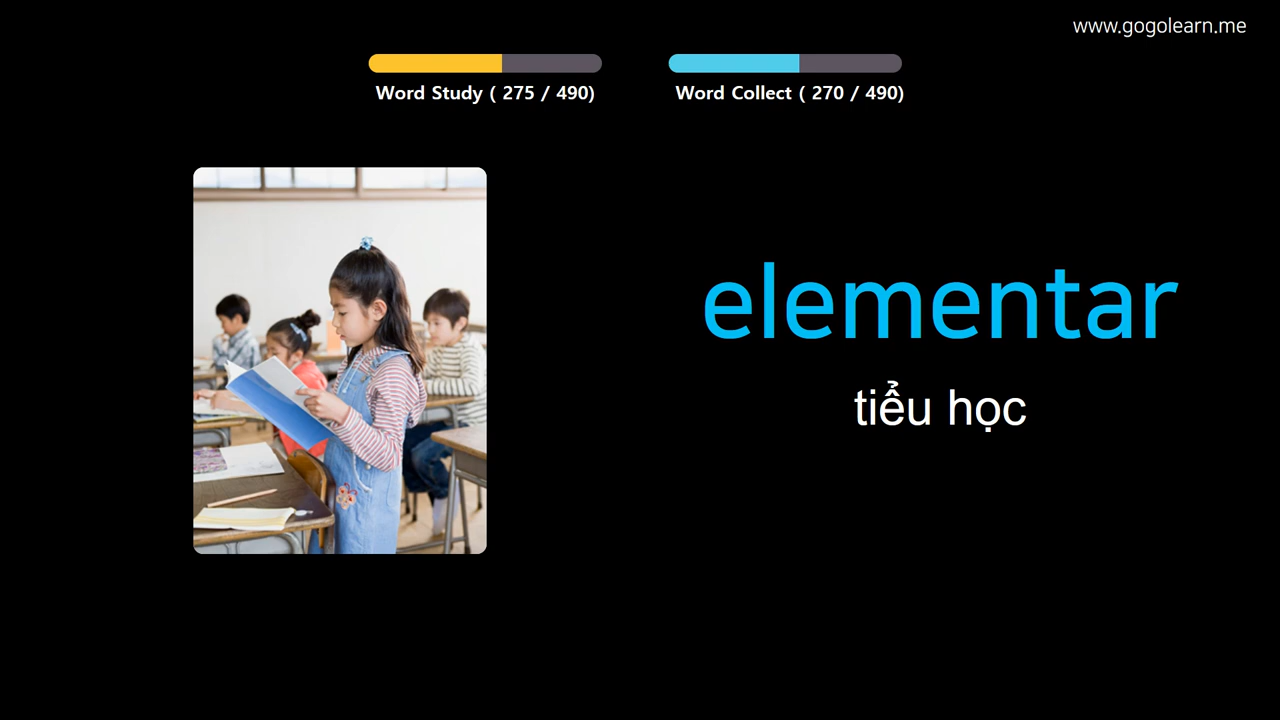 www.gogolearn.me
Word Study ( 275 / 490)
Word Collect ( 270 / 490)
elementar
tiểu học